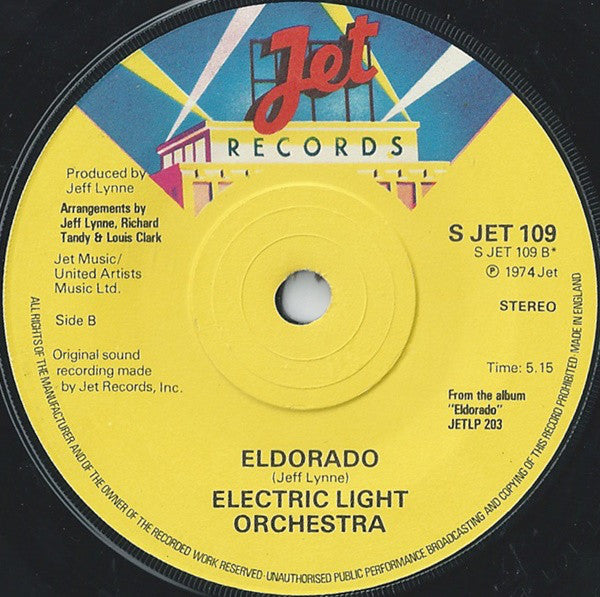 Jet
RECORDS
Produced by
Jeff Lynne
Arrangements by
Jeff Lynne, Richard
Tandy & Louis Clark
Jet Music/
United Artists
Music Ltd.
Side B
Original sound
recording made
by Jet Records, Inc.
S JET 109
S JET 109 B*
Ⓟ 1974 Jet
STEREO
Time: 5.15
From the album
"Eldorado"
JETLP 203
ELDORADO
(Jeff Lynne)
ELECTRIC LIGHT
ORCHESTRA
ALL RIGHTS OF THE MANUFACTURER AND OF THE OWNER OF THE RECORDED WORK RESERVED · UNAUTHORISED PUBLIC PERFORMANCE BROADCASTING AND COPYING OF THIS RECORD PROHIBITED · MADE IN ENGLAND